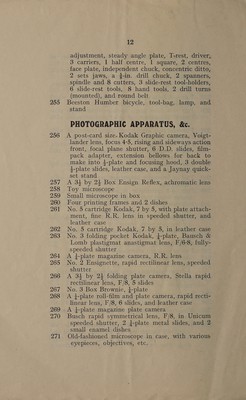 12
adjustment, steady angle plate, T-rest, driver,
3 carriers, 1 half centre, 1 square, 2 centres,
face plate, independent chuck, concentric ditto,
2 sets jaws, a ½-in. drill chuck, 2 spanners,
spindle and 8 cutters, 3 slide-rest tool-holders,
6 slide-rest tools, 8 hand tools, 2 drill turns
(mounted), and round belt
255 Beeston Humber bicycle, tool-bag, lamp, and
stand
PHOTOGRAPHIC APPARATUS, &c.
256 A post-card size Kodak Graphic camera, Voigt-
lander lens, focus 4·5, rising and sideways action
front, focal plane shutter, 6 D.D. slides, film-
pack adapter, extension bellows for back to
make into ¼-plate and focusing hood, 3 double
¼-plate slides, leather case, and a Jaynay quick-
set stand
257 A 3¼ by 2¼ Box Ensign Reflex, achromatic lens
258 Toy microscope
259 Small microscope in box
260 Four printing frames and 2 dishes
261 No. 5 cartridge Kodak, 7 by 5, with plate attach-
ment, fine R.R. lens in speeded shutter, and
leather case
262 No. 5 cartridge Kodak, 7 by 5, in leather case
263 No. 3 folding pocket Kodak, ¼-plate, Bausch &
Lomb plastigmat anastigmat lens, F/6·8, fully-
speeded shutter
264 A ¼-plate magazine camera, R.R. lens
265 No. 2 Ensignette, rapid rectilinear lens, speeded
shutter
266 A 3¼ by 2¼ folding plate camera, Stella rapid
rectilinear lens, F/8, 5 slides
267 No. 3 Box Brownie, ¼-plate
268 A ¼-plate roll-film and plate camera, rapid recti-
linear lens, F/8, 6 slides, and leather case
269 A ¼-plate magazine plate camera
270 Busch rapid symmetrical lens, F/8, in Unicum
speeded shutter, 2 ¼-plate metal slides, and 2
small enamel dishes
271 Old-fashioned microscope in case, with various
eyepieces, objectives, etc.